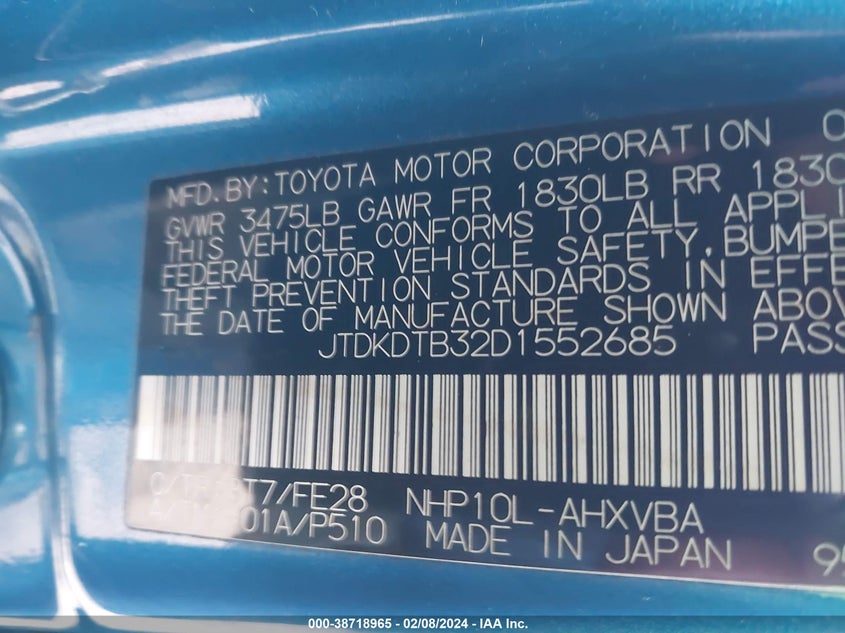 MFD. BY: TOYOTA MOTOR CORPORATION
GVWR 3475LB GAWR FR 1830LB RR 1830
THIS VEHICLE CONFORMS TO ALL APPLI
FEDERAL MOTOR VEHICLE SAFETY, BUMPE
THEFT PREVENTION STANDARDS IN EFFE
THE DATE OF MANUFACTURE SHOWN ABOV
JTDKDTB32D1552685 PASS
/FE28 NHP10L-AHXVBA
01A/P510 MADE IN JAPAN 95
000-38718965 - 02/08/2024 - IAA Inc.